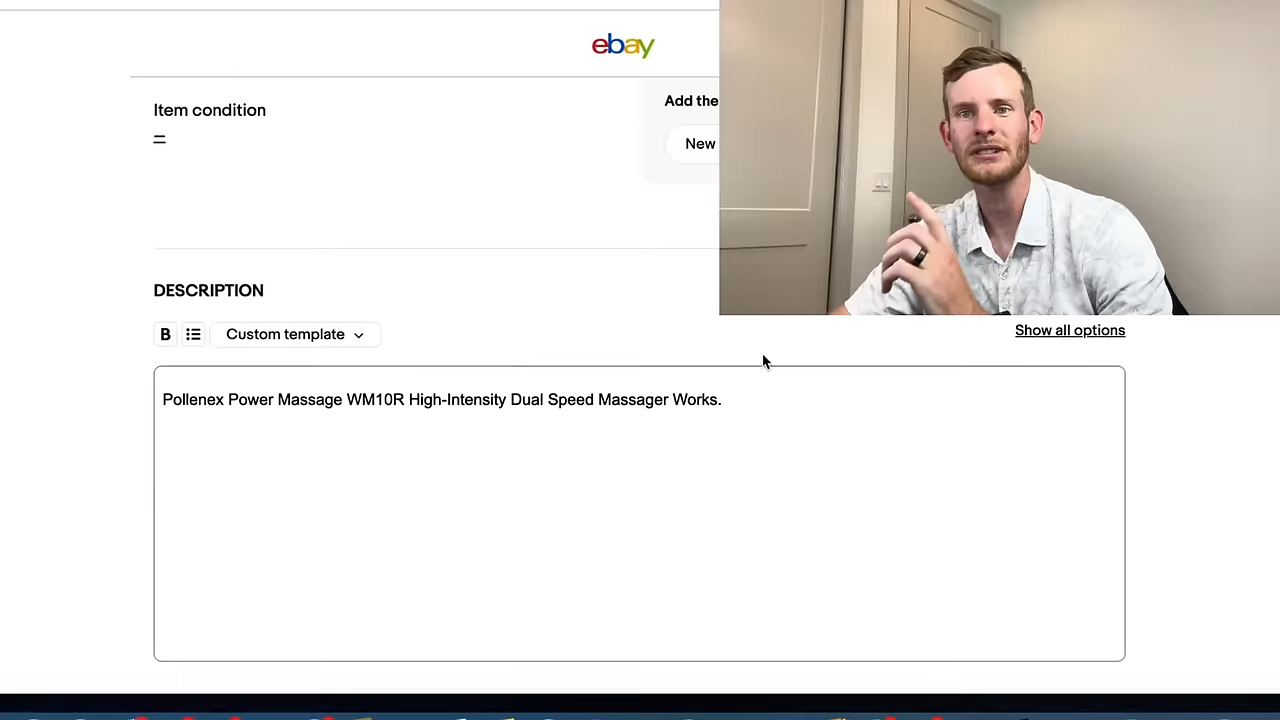 ebay
Item condition
Add the
New
DESCRIPTION
B
Custom template
Show all options
Pollenex Power Massage WM10R High-Intensity Dual Speed Massager Works.